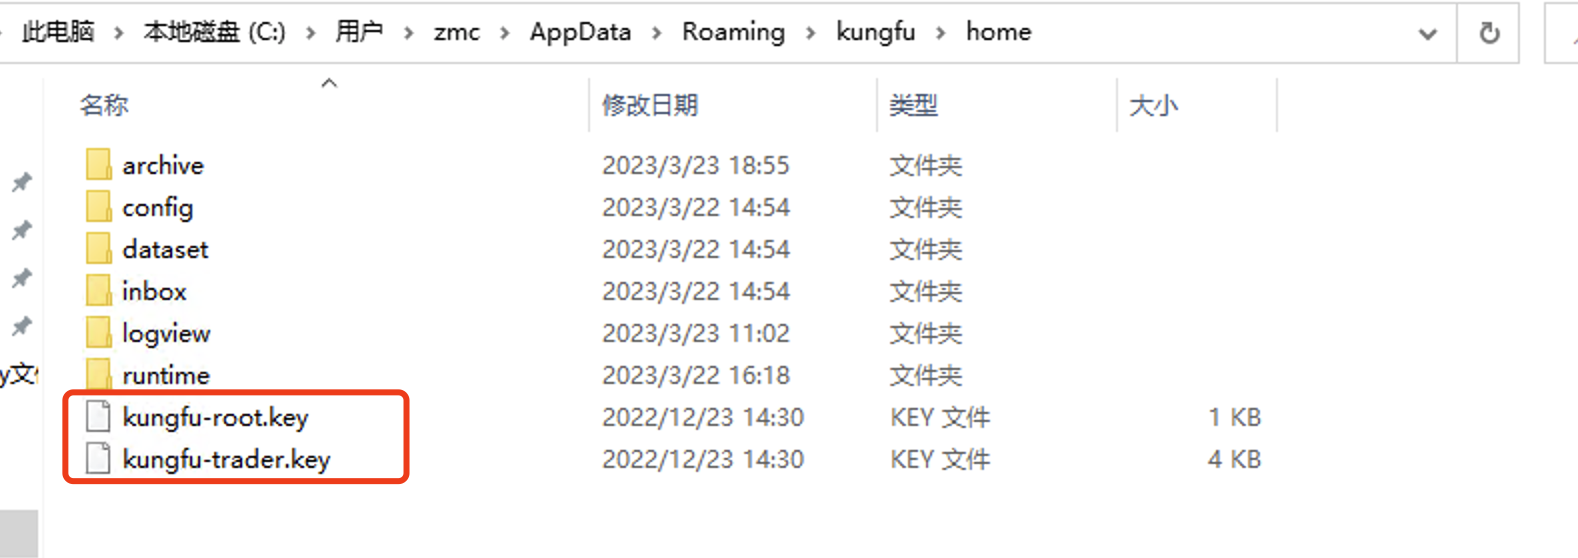 此电脑 › 本地磁盘 (C:) › 用户 › zmc › AppData › Roaming › kungfu › home
名称 修改日期 类型 大小
archive 2023/3/23 18:55 文件夹
config 2023/3/22 14:54 文件夹
dataset 2023/3/22 14:54 文件夹
inbox 2023/3/22 14:54 文件夹
logview 2023/3/23 11:02 文件夹
runtime 2023/3/22 16:18 文件夹
kungfu-root.key 2022/12/23 14:30 KEY 文件 1 KB
kungfu-trader.key 2022/12/23 14:30 KEY 文件 4 KB